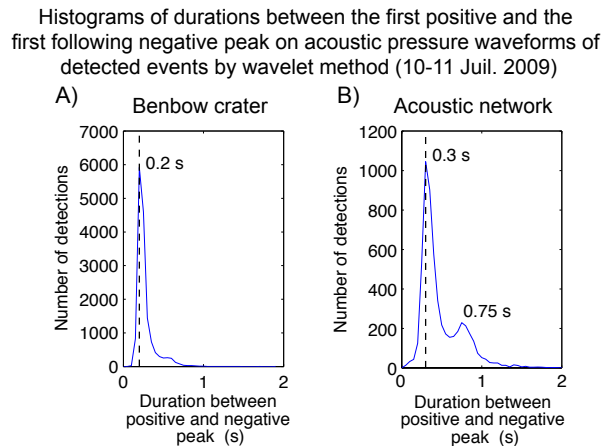 Histograms of durations between the first positive and the
first following negative peak on acoustic pressure waveforms of
detected events by wavelet method (10-11 Juil. 2009)
A)
Benbow crater
7000
6000
5000
4000
3000
2000
1000
0
Number of detections
0.2 s
0
1
2
Duration between
positive and negative
peak (s)
B)
Acoustic network
1200
1000
800
600
400
200
0
Number of detections
0.3 s
0.75 s
0
1
2
Duration between
positive and negative
peak (s)